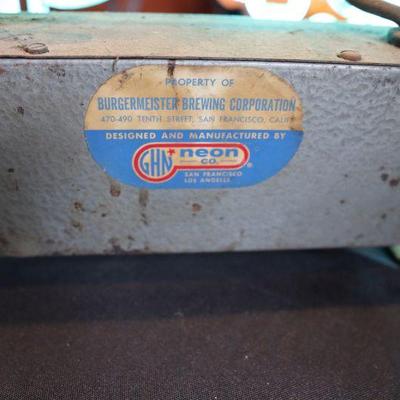 PROPERTY OF
BURGERMEISTER BREWING CORPORATION
470-490 TENTH STREET, SAN FRANCISCO, CALIF.
DESIGNED AND MANUFACTURED BY
GHN neon
CO. ®
SAN FRANCISCO
LOS ANGELES